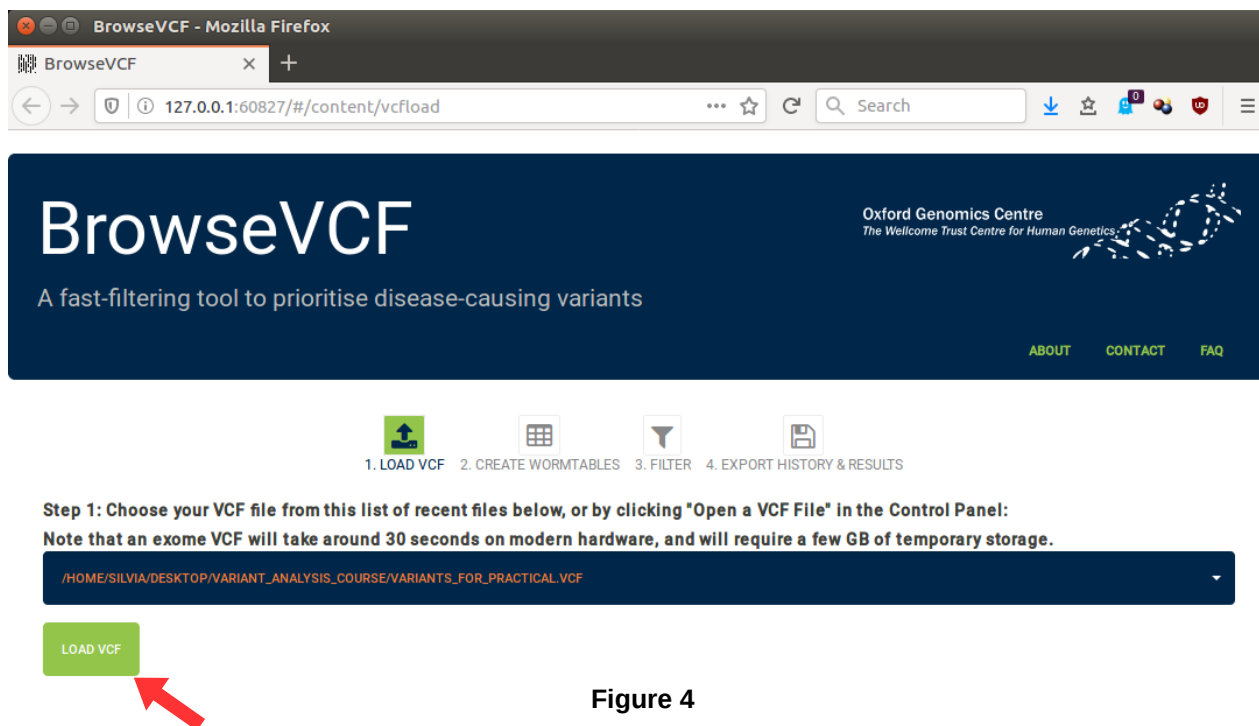 BrowseVCF - Mozilla Firefox
BrowseVCF
127.0.0.1:60827/#/content/vcfload
Search
0
BrowseVCF
Oxford Genomics Centre
The Wellcome Trust Centre for Human Genetics
A fast-filtering tool to prioritise disease-causing variants
ABOUT CONTACT FAQ
1. LOAD VCF 2. CREATE WORMTABLES 3. FILTER 4. EXPORT HISTORY & RESULTS
Step 1: Choose your VCF file from this list of recent files below, or by clicking "Open a VCF File" in the Control Panel:
Note that an exome VCF will take around 30 seconds on modern hardware, and will require a few GB of temporary storage.
/HOME/SILVIA/DESKTOP/VARIANT_ANALYSIS_COURSE/VARIANTS_FOR_PRACTICAL.VCF
LOAD VCF
Figure 4